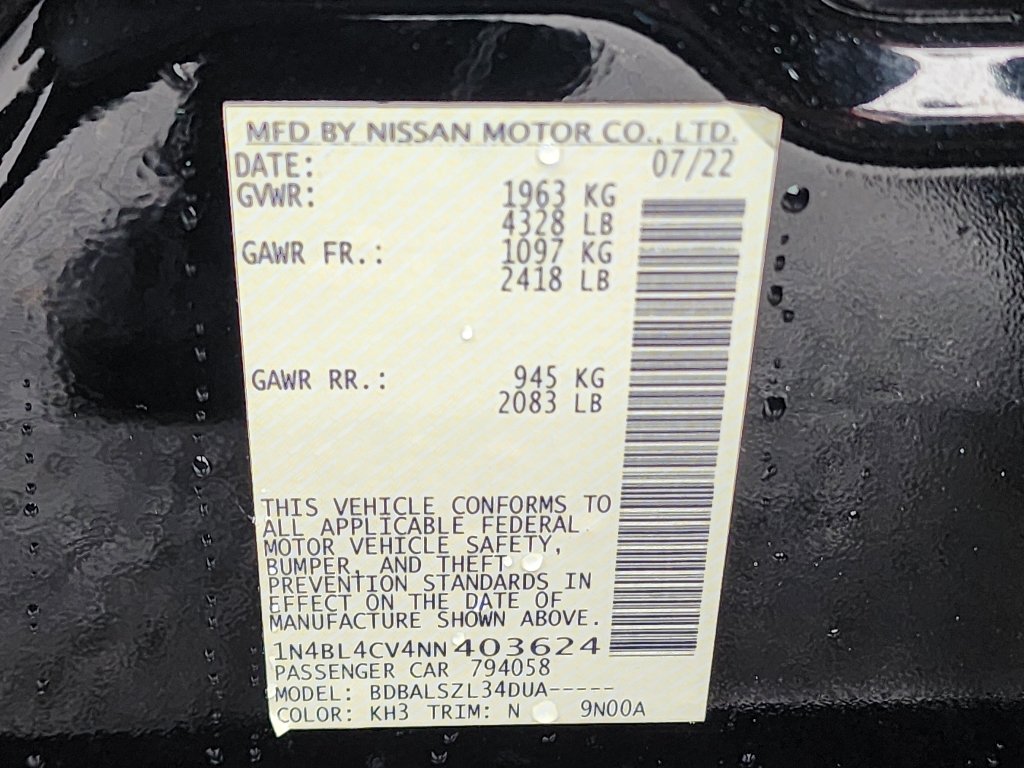 MFD BY NISSAN MOTOR CO., LTD.
DATE: 07/22
GVWR: 1963 KG
4328 LB
GAWR FR.: 1097 KG
2418 LB
GAWR RR.: 945 KG
2083 LB
THIS VEHICLE CONFORMS TO
ALL APPLICABLE FEDERAL
MOTOR VEHICLE SAFETY,
BUMPER, AND THEFT
PREVENTION STANDARDS IN
EFFECT ON THE DATE OF
MANUFACTURE SHOWN ABOVE.
1N4BL4CV4NN403624
PASSENGER CAR 794058
MODEL: BDBALSZL34DUA-----
COLOR: KH3 TRIM: N 9N00A